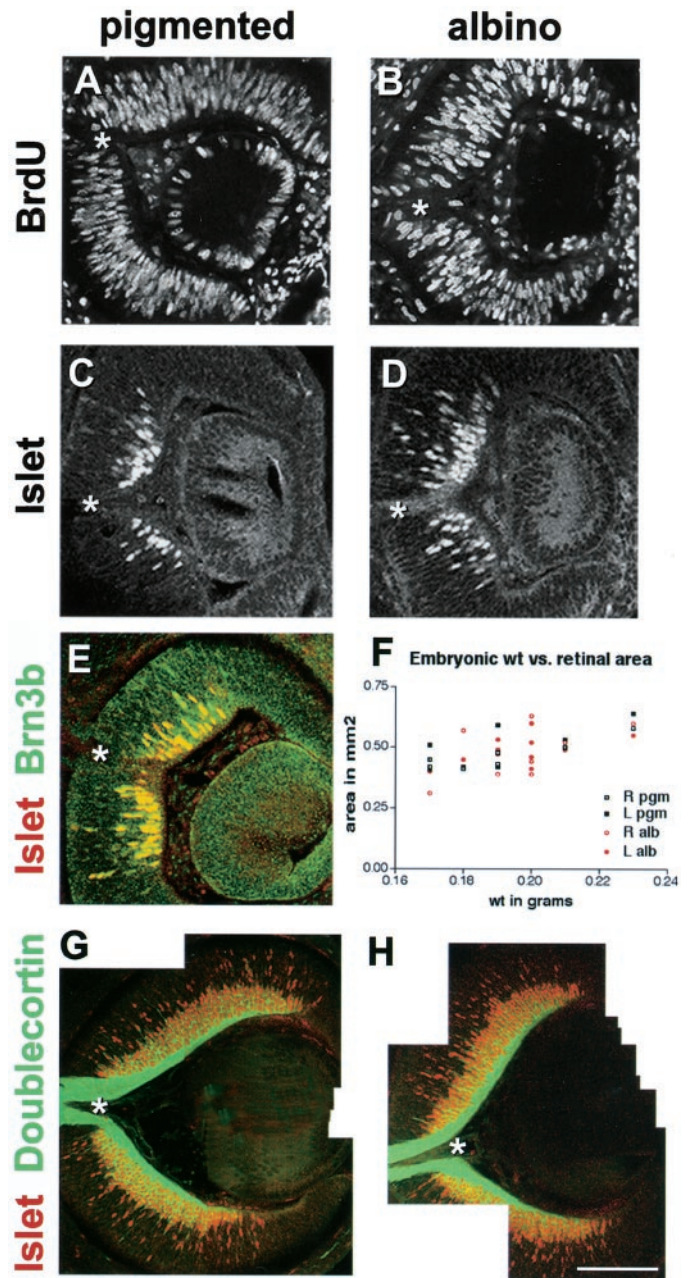 pigmented
albino
BrdU
A
*
B
*
Islet
C
*
D
*
Islet Brn3b
E
*
F
Embryonic wt vs. retinal area
area in mm2
0.75
0.50
0.25
0.00
0.16
0.18
0.20
0.22
0.24
wt in grams
R pgm
L pgm
R alb
L alb
Islet Doublecortin
G
*
H
*